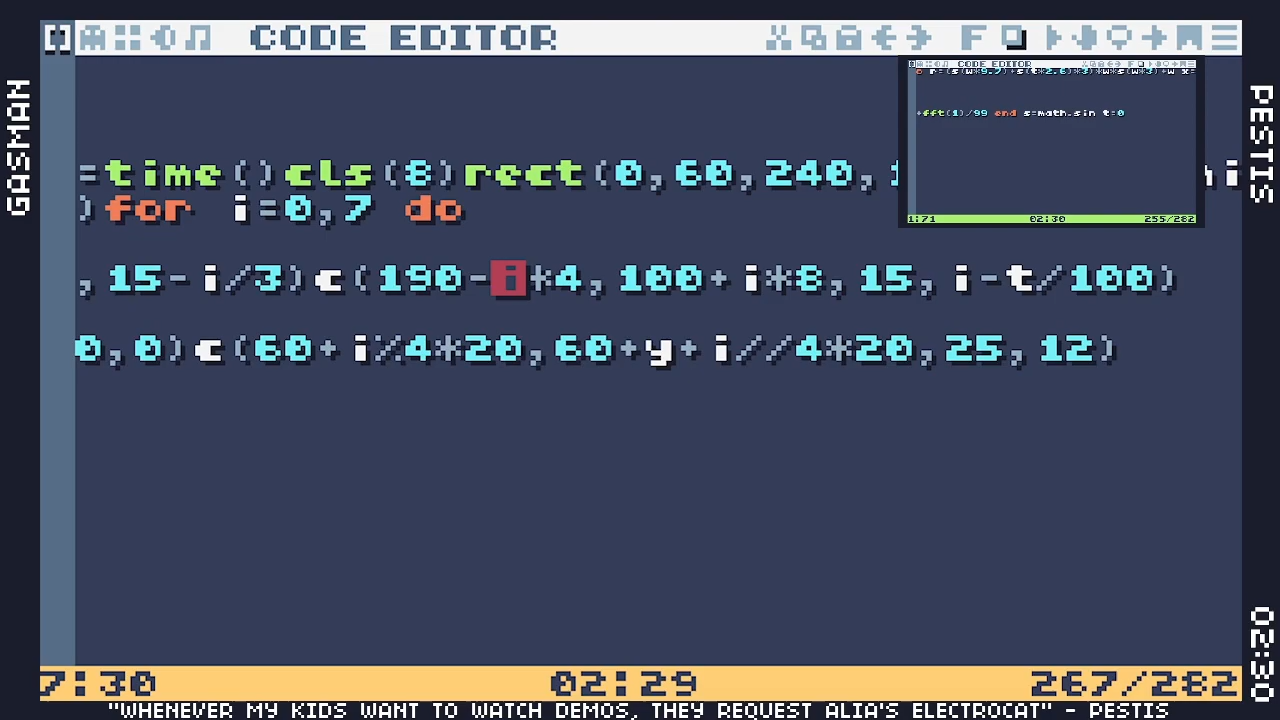 CODE EDITOR
F
=time()cls(8)rect(0,60,240,
)for i=0,7 do
,15-i/3)c(190-i*4,100+i*8,15,i-t/100)
0,0)c(60+i%4*20,60+y+i//4*20,25,12)
7:30 02:29 267/282
CODE EDITOR
+fft(1)/99 end s=math.sin t=0
1:71 02:30 255/282
GASMAN
PESTIS
02:30
"WHENEVER MY KIDS WANT TO WATCH DEMOS, THEY REQUEST ALIA'S ELECTROCAT" - PESTIS